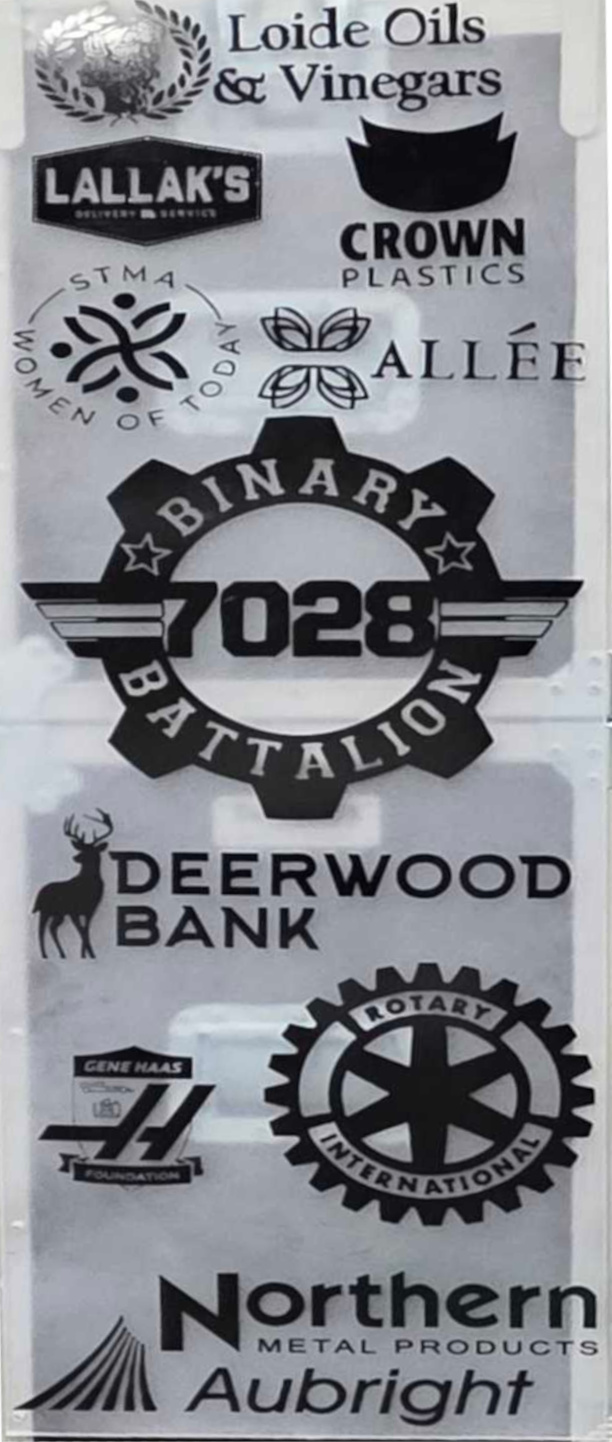 Loide Oils
& Vinegars
LALLAK'S
DELIVERY SERVICE
CROWN
PLASTICS
STMA
WOMEN OF TODAY
ALLÉE
BINARY
7028
BATTALION
DEERWOOD
BANK
ROTARY
INTERNATIONAL
GENE HAAS
H
FOUNDATION
Northern
METAL PRODUCTS
Aubright